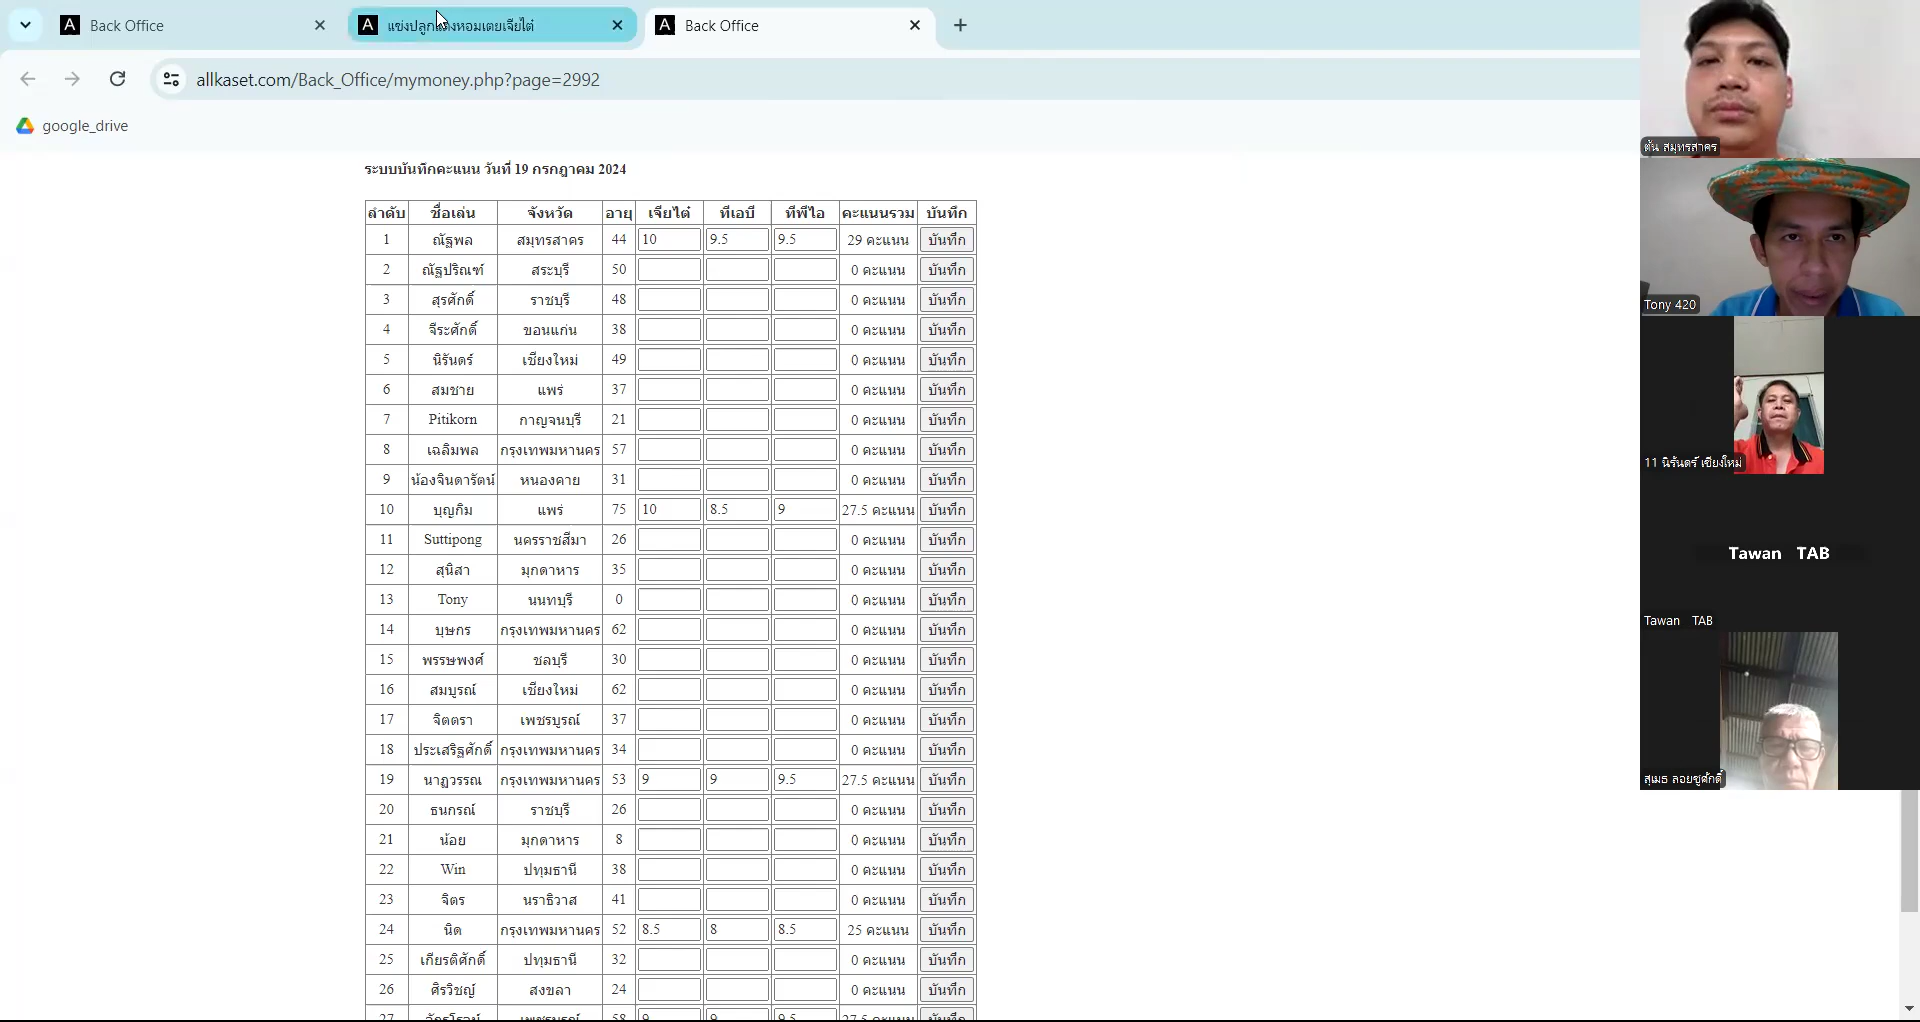 Back Office
แข่งปลูกแตงหอมเตยเจียไต๋
Back Office
allkaset.com/Back_Office/mymoney.php?page=2992
google_drive
ระบบบันทึกคะแนน วันที่ 19 กรกฎาคม 2024
ลำดับ ชื่อเล่น จังหวัด อายุ เจียไต๋ ทีเอบี ทีพีไอ คะแนนรวม บันทึก
1 ณัฐพล สมุทรสาคร 44 10 9.5 9.5 29 คะแนน บันทึก
2 ณัฐปริณฑ์ สระบุรี 50 0 คะแนน บันทึก
3 สุรศักดิ์ ราชบุรี 48 0 คะแนน บันทึก
4 จีระศักดิ์ ขอนแก่น 38 0 คะแนน บันทึก
5 นิรันดร์ เชียงใหม่ 49 0 คะแนน บันทึก
6 สมชาย แพร่ 37 0 คะแนน บันทึก
7 Pitikorn กาญจนบุรี 21 0 คะแนน บันทึก
8 เฉลิมพล กรุงเทพมหานคร 57 0 คะแนน บันทึก
9 น้องจินดารัตน์ หนองคาย 31 0 คะแนน บันทึก
10 บุญกิม แพร่ 75 10 8.5 9 27.5 คะแนน บันทึก
11 Suttipong นครราชสีมา 26 0 คะแนน บันทึก
12 สุนิสา มุกดาหาร 35 0 คะแนน บันทึก
13 Tony นนทบุรี 0 0 คะแนน บันทึก
14 บุษกร กรุงเทพมหานคร 62 0 คะแนน บันทึก
15 พรรษพงศ์ ชลบุรี 30 0 คะแนน บันทึก
16 สมบูรณ์ เชียงใหม่ 62 0 คะแนน บันทึก
17 จิตตรา เพชรบูรณ์ 37 0 คะแนน บันทึก
18 ประเสริฐศักดิ์ กรุงเทพมหานคร 34 0 คะแนน บันทึก
19 นาฏวรรณ กรุงเทพมหานคร 53 9 9 9.5 27.5 คะแนน บันทึก
20 ธนกรณ์ ราชบุรี 26 0 คะแนน บันทึก
21 น้อย มุกดาหาร 8 0 คะแนน บันทึก
22 Win ปทุมธานี 38 0 คะแนน บันทึก
23 จิตร นราธิวาส 41 0 คะแนน บันทึก
24 นิด กรุงเทพมหานคร 52 8.5 8 8.5 25 คะแนน บันทึก
25 เกียรติศักดิ์ ปทุมธานี 32 0 คะแนน บันทึก
26 ศิรวิชญ์ สงขลา 24 0 คะแนน บันทึก
27 เพชรบูรณ์ 58 9 9 9.5 27.5 คะแนน บันทึก
ต้น สมุทรสาคร
Tony 420
11 นิรันดร์ เชียงใหม่
Tawan TAB
Tawan TAB
สุเมธ ลอยชูศักดิ์